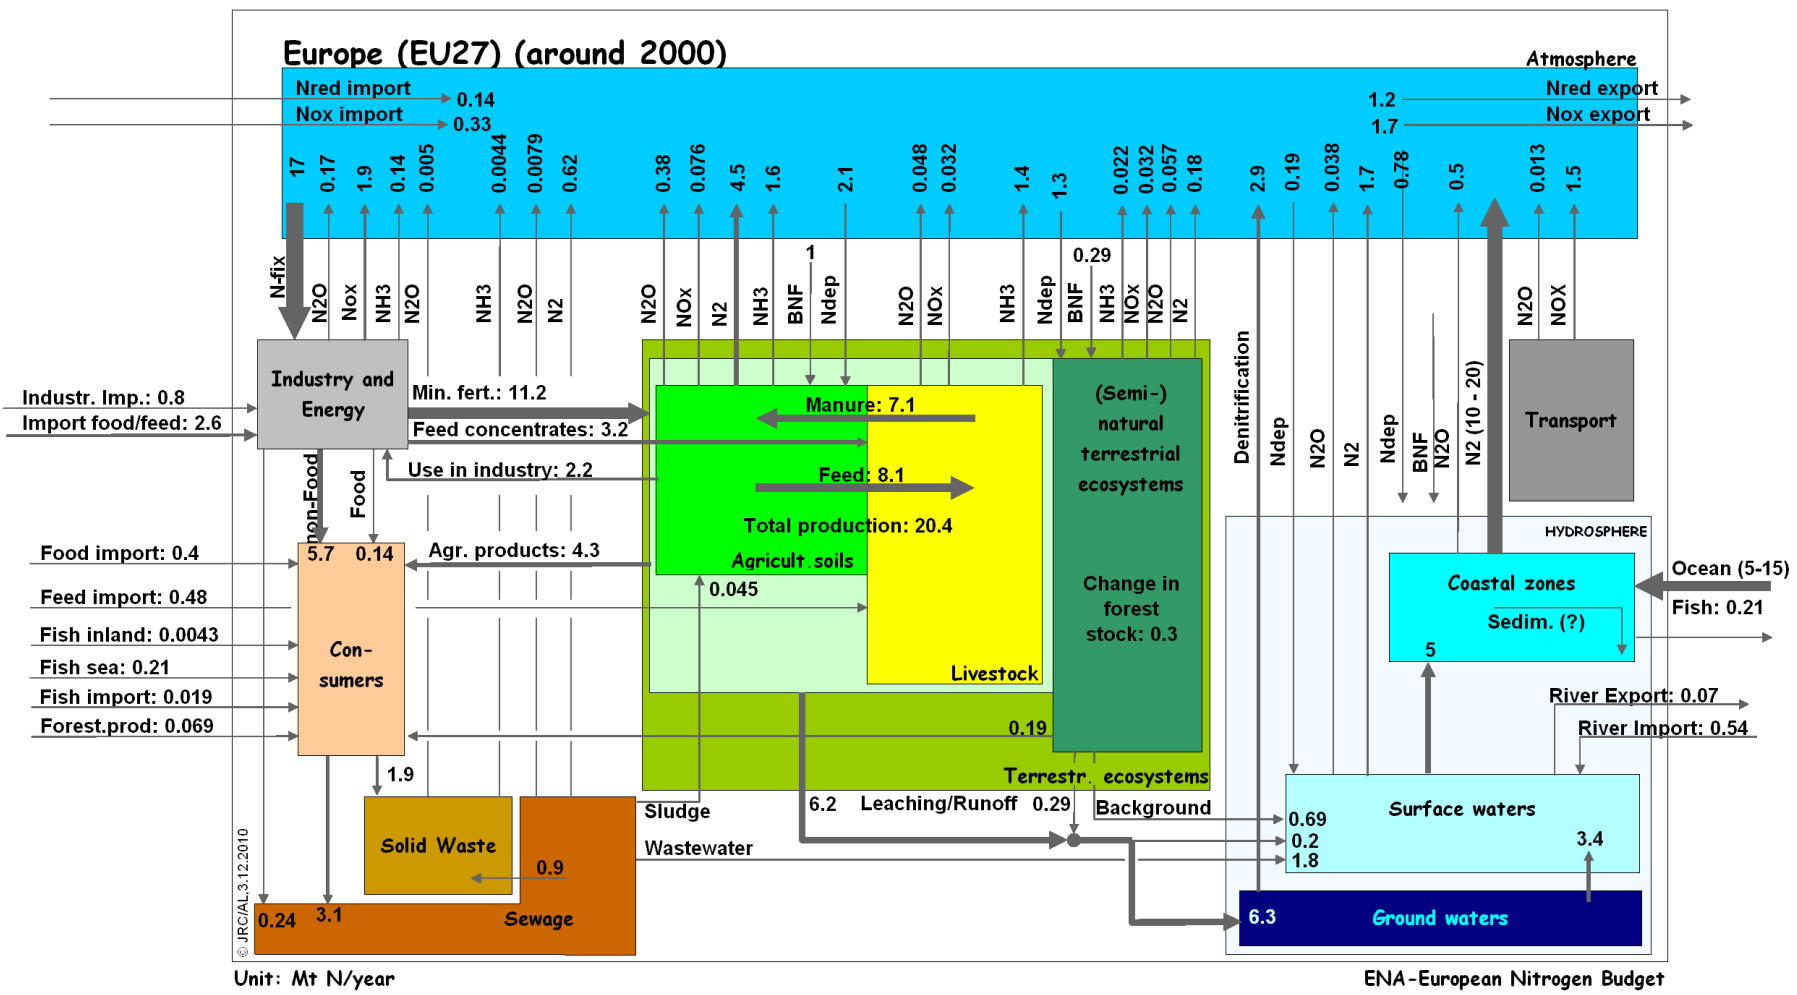 Europe (EU27) (around 2000)
Atmosphere
Nred import
0.14
1.2
Nred export
Nox import
0.33
1.7
Nox export
17
0.17
1.9
0.14
0.005
0.0044
0.0079
0.62
0.38
0.076
4.5
1.6
2.1
0.048
0.032
1.4
1.3
0.022
0.032
0.057
0.18
2.9
0.19
0.038
1.7
0.78
0.5
0.013
1.5
1
0.29
N-fix
N2O
Nox
NH3
N2O
NH3
N2O
N2
N2O
NOx
N2
NH3
BNF
Ndep
N2O
NOx
NH3
Ndep
BNF
NH3
NOx
N2O
N2
Denitrification
Ndep
N2O
N2
Ndep
BNF
N2O
N2 (10 - 20)
N2O
NOX
Industry and
Energy
Industr. Imp.: 0.8
Import food/feed: 2.6
Min. fert.: 11.2
Feed concentrates: 3.2
Use in industry: 2.2
Manure: 7.1
Feed: 8.1
Total production: 20.4
Agricult.soils
Livestock
(Semi-)
natural
terrestrial
ecosystems
Change in
forest
stock: 0.3
Transport
non-Food
Food
5.7
0.14
Agr. products: 4.3
0.045
Food import: 0.4
Feed import: 0.48
Fish inland: 0.0043
Fish sea: 0.21
Fish import: 0.019
Forest.prod: 0.069
Con-
sumers
HYDROSPHERE
Coastal zones
Sedim. (?)
5
Ocean (5-15)
Fish: 0.21
River Export: 0.07
River Import: 0.54
0.19
Terrestr. ecosystems
1.9
6.2
Leaching/Runoff
0.29
Background
Sludge
Wastewater
Solid Waste
0.9
Sewage
0.24
3.1
0.69
0.2
1.8
Surface waters
3.4
6.3
Ground waters
© JRC/AL,3.12.2010
Unit: Mt N/year
ENA-European Nitrogen Budget